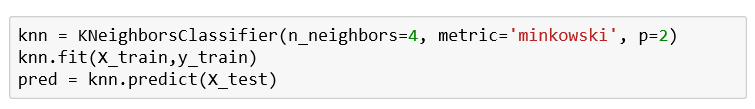 knn = KNeighborsClassifier(n_neighbors=4, metric='minkowski', p=2)
knn.fit(X_train,y_train)
pred = knn.predict(X_test)